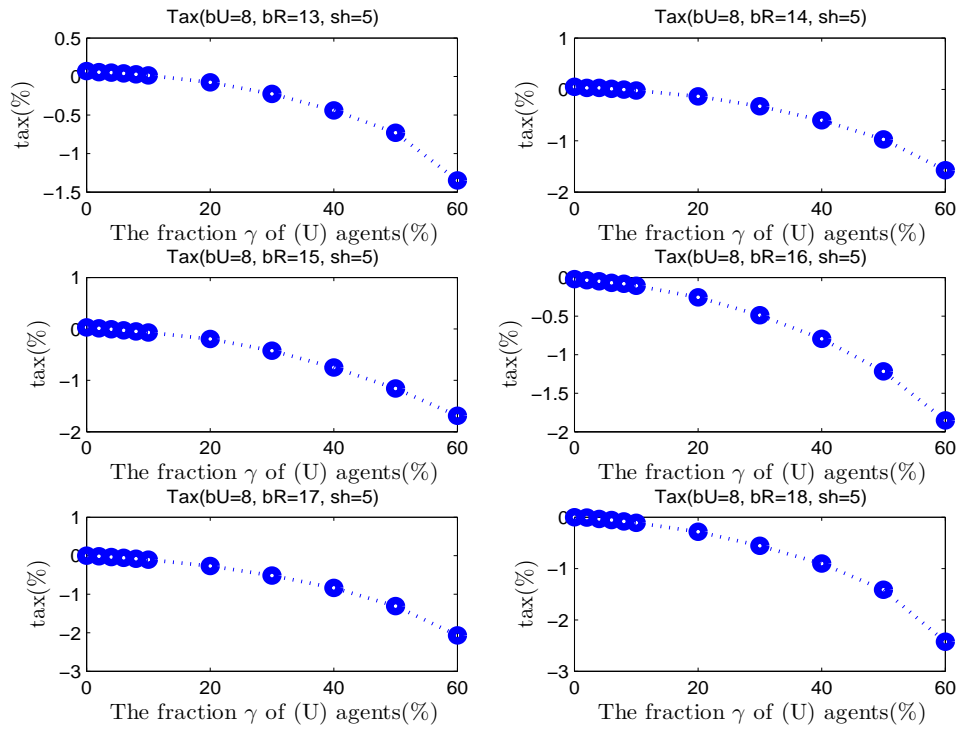 Tax(bU=8, bR=13, sh=5)
0.5
0
−0.5
−1
−1.5
tax(%)
0 20 40 60
The fraction γ of (U) agents(%)
Tax(bU=8, bR=14, sh=5)
1
0
−1
−2
tax(%)
0 20 40 60
The fraction γ of (U) agents(%)
Tax(bU=8, bR=15, sh=5)
1
0
−1
−2
tax(%)
0 20 40 60
The fraction γ of (U) agents(%)
Tax(bU=8, bR=16, sh=5)
0
−0.5
−1
−1.5
−2
tax(%)
0 20 40 60
The fraction γ of (U) agents(%)
Tax(bU=8, bR=17, sh=5)
1
0
−1
−2
−3
tax(%)
0 20 40 60
The fraction γ of (U) agents(%)
Tax(bU=8, bR=18, sh=5)
0
−1
−2
−3
tax(%)
0 20 40 60
The fraction γ of (U) agents(%)